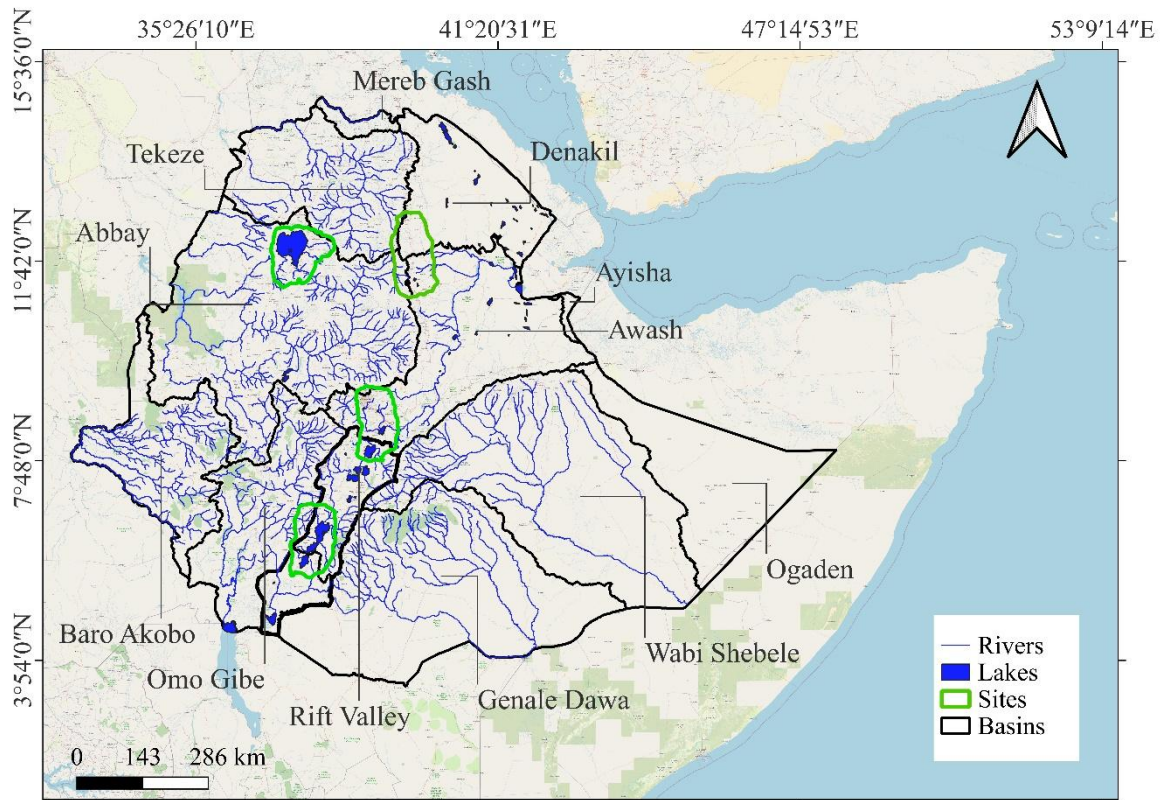 35°26′10″E
41°20′31″E
47°14′53″E
53°9′14″E
15°36′0″N
11°42′0″N
7°48′0″N
3°54′0″N
Mereb Gash
Tekeze
Denakil
Abbay
Ayisha
Awash
Ogaden
Baro Akobo
Wabi Shebele
Omo Gibe
Genale Dawa
Rift Valley
Rivers
Lakes
Sites
Basins
0 143 286 km